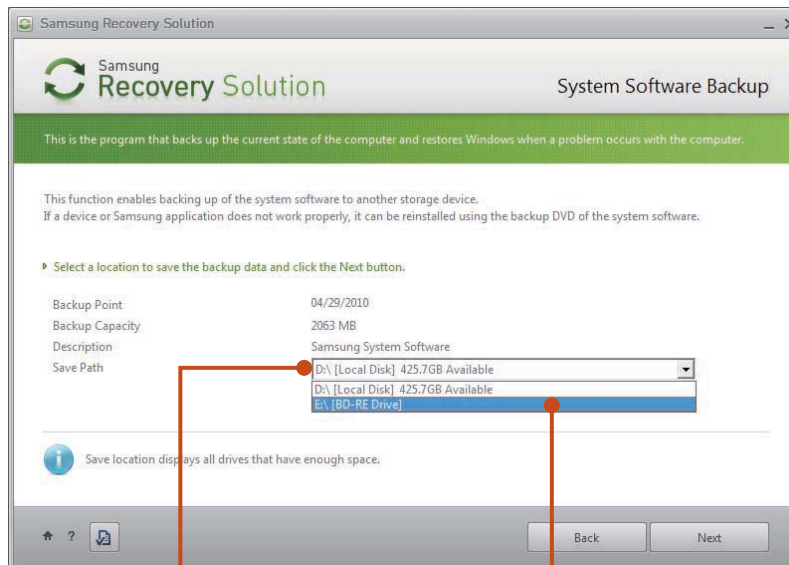 Samsung Recovery Solution
Samsung
Recovery Solution
System Software Backup
This is the program that backs up the current state of the computer and restores Windows when a problem occurs with the computer.
This function enables backing up of the system software to another storage device.
If a device or Samsung application does not work properly, it can be reinstalled using the backup DVD of the system software.
Select a location to save the backup data and click the Next button.
Backup Point 04/29/2010
Backup Capacity 2063 MB
Description Samsung System Software
Save Path D:\ [Local Disk] 425.7GB Available
D:\ [Local Disk] 425.7GB Available
E:\ [BD-RE Drive]
Save location displays all drives that have enough space.
? Back Next